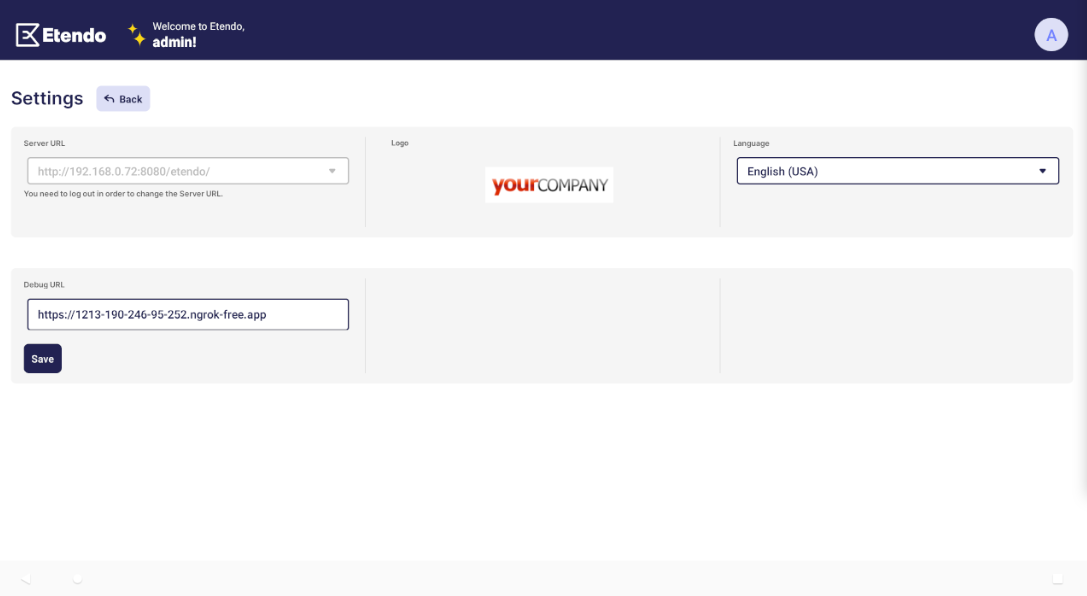 Etendo
Welcome to Etendo,
admin!
A
Settings
Back
Server URL
http://192.168.0.72:8080/etendo/
You need to log out in order to change the Server URL.
Logo
yourCOMPANY
Language
English (USA)
Debug URL
https://1213-190-246-95-252.ngrok-free.app
Save